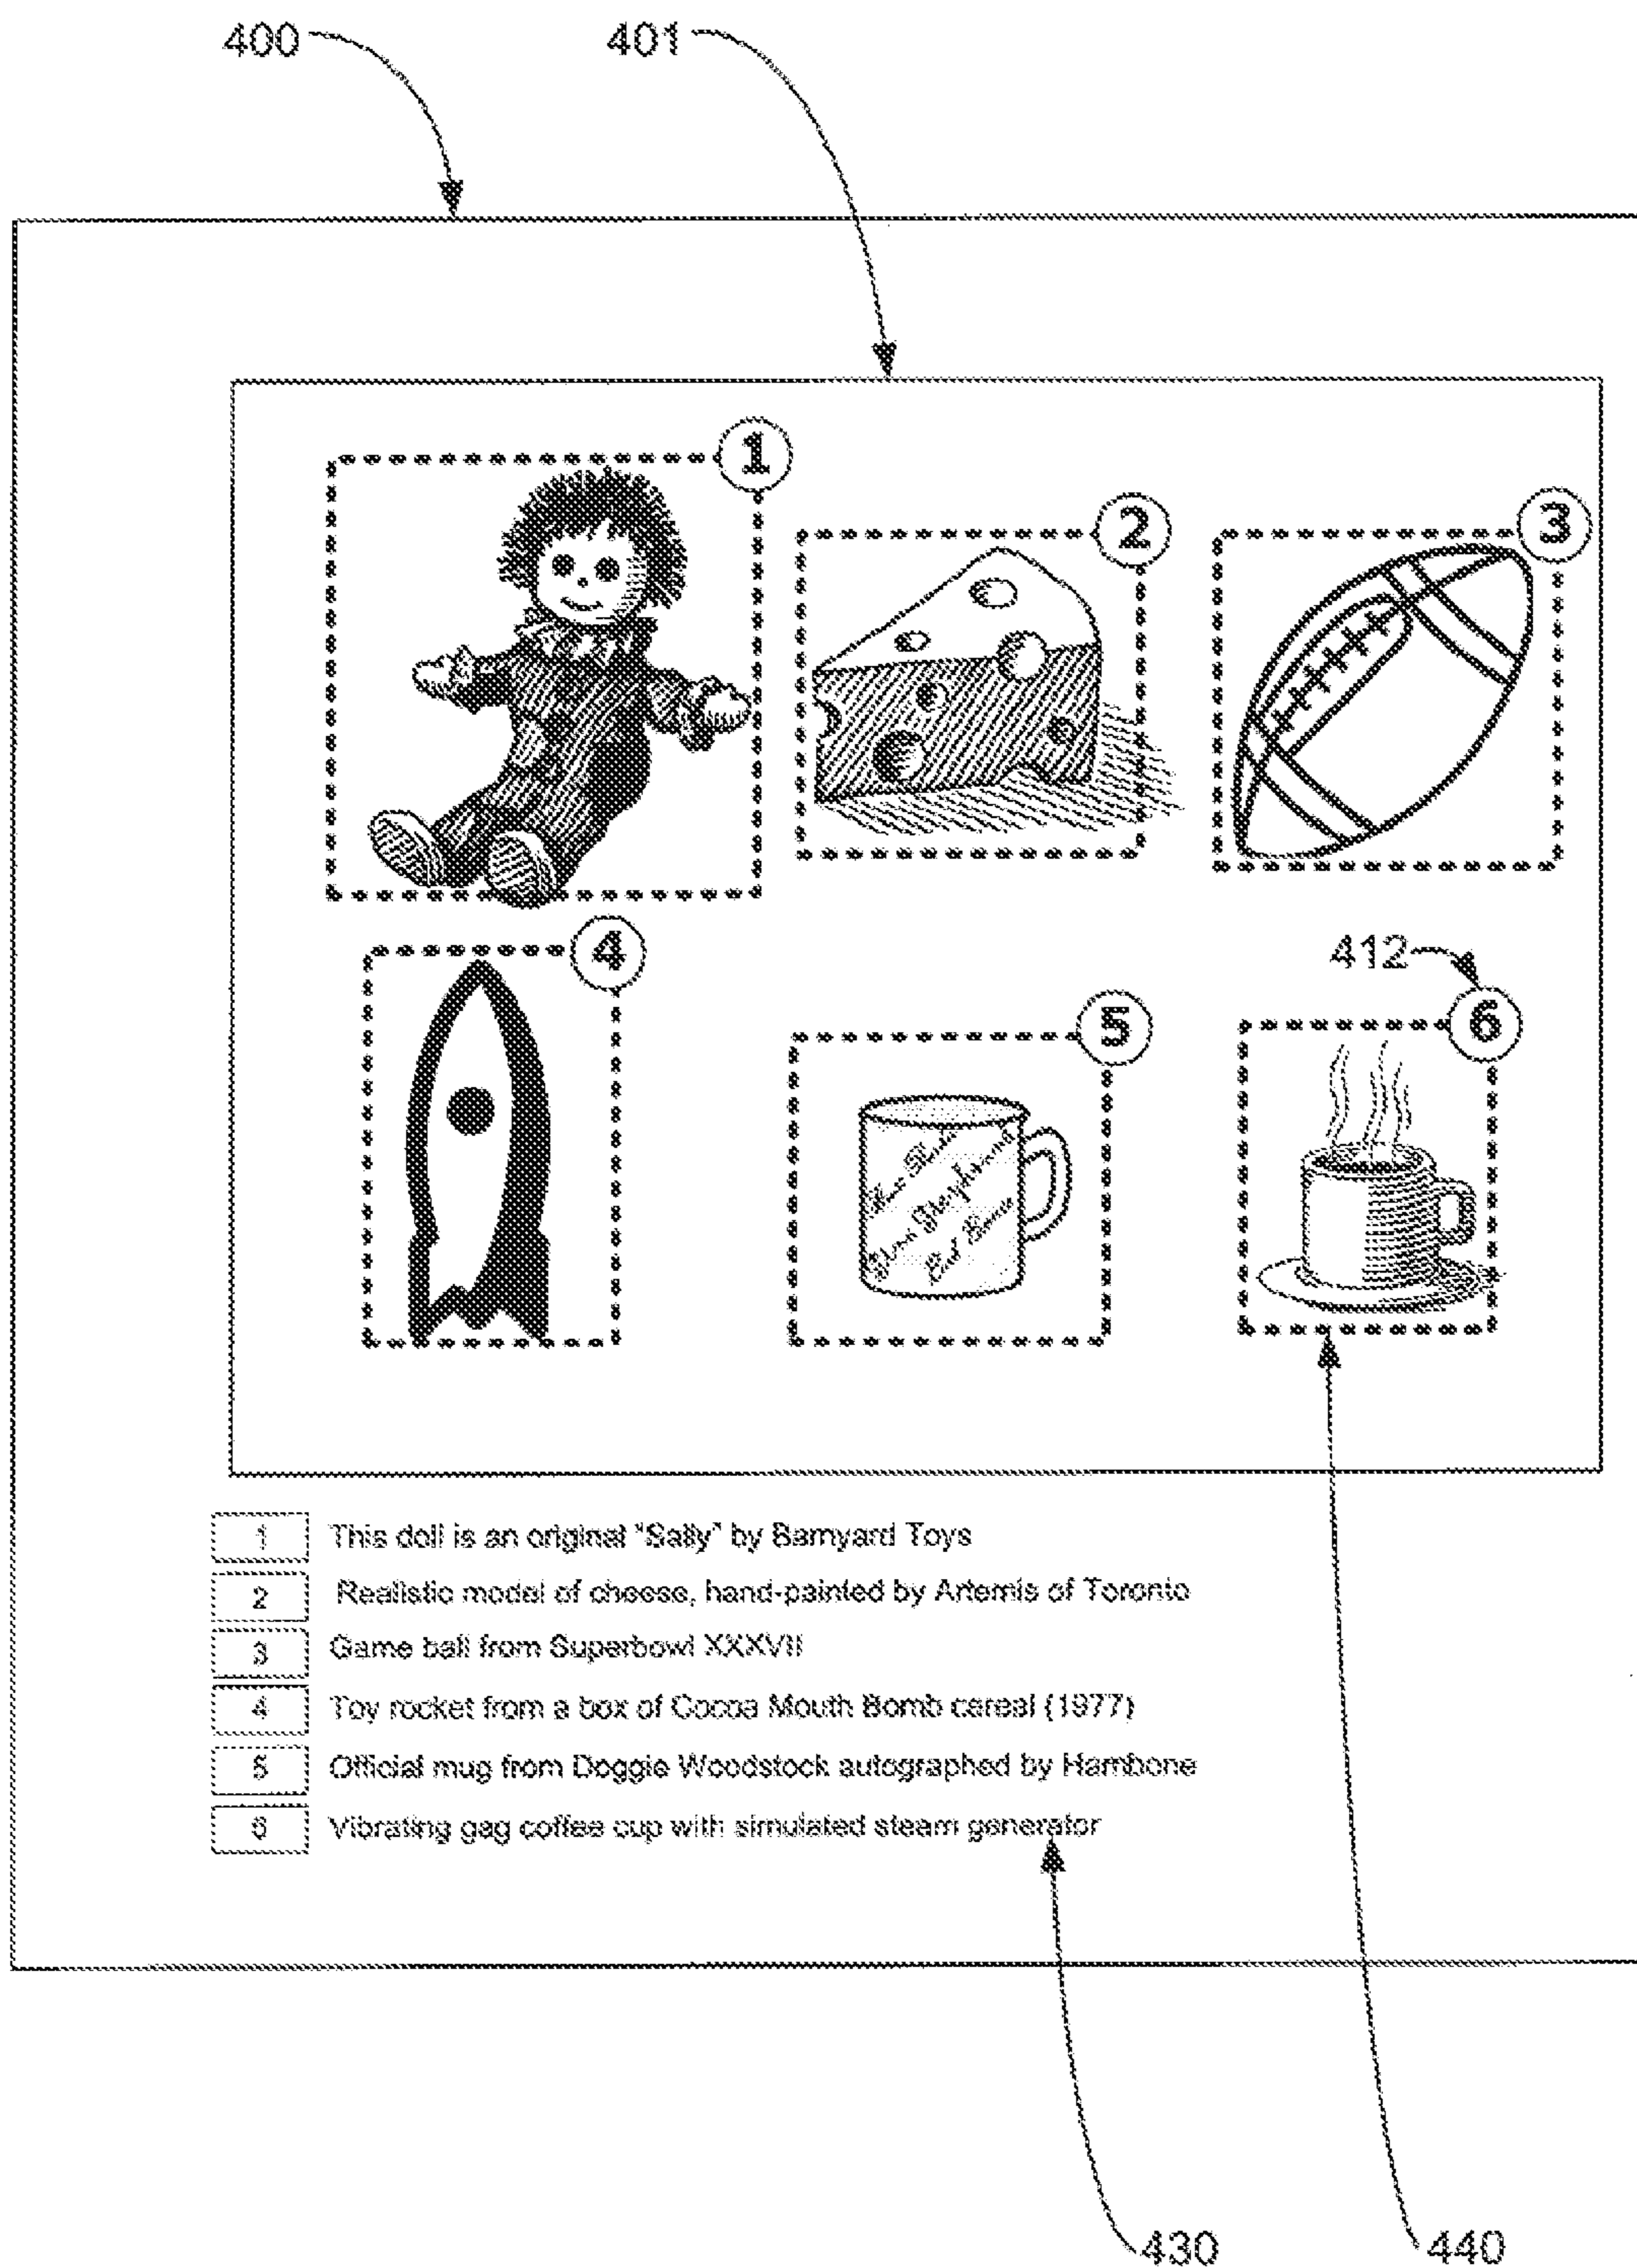 400 401
1
2
3
4
412
5
6
1 This doll is an original "Sally" by Barnyard Toys
2 Realistic model of cheese, hand-painted by Artemis of Toronto
3 Game ball from Superbowl XXXVII
4 Toy rocket from a box of Cocoa Mouth Bomb cereal (1977)
5 Official mug from Doggie Woodstock autographed by Hambone
6 Vibrating gag coffee cup with simulated steam generator
430 440